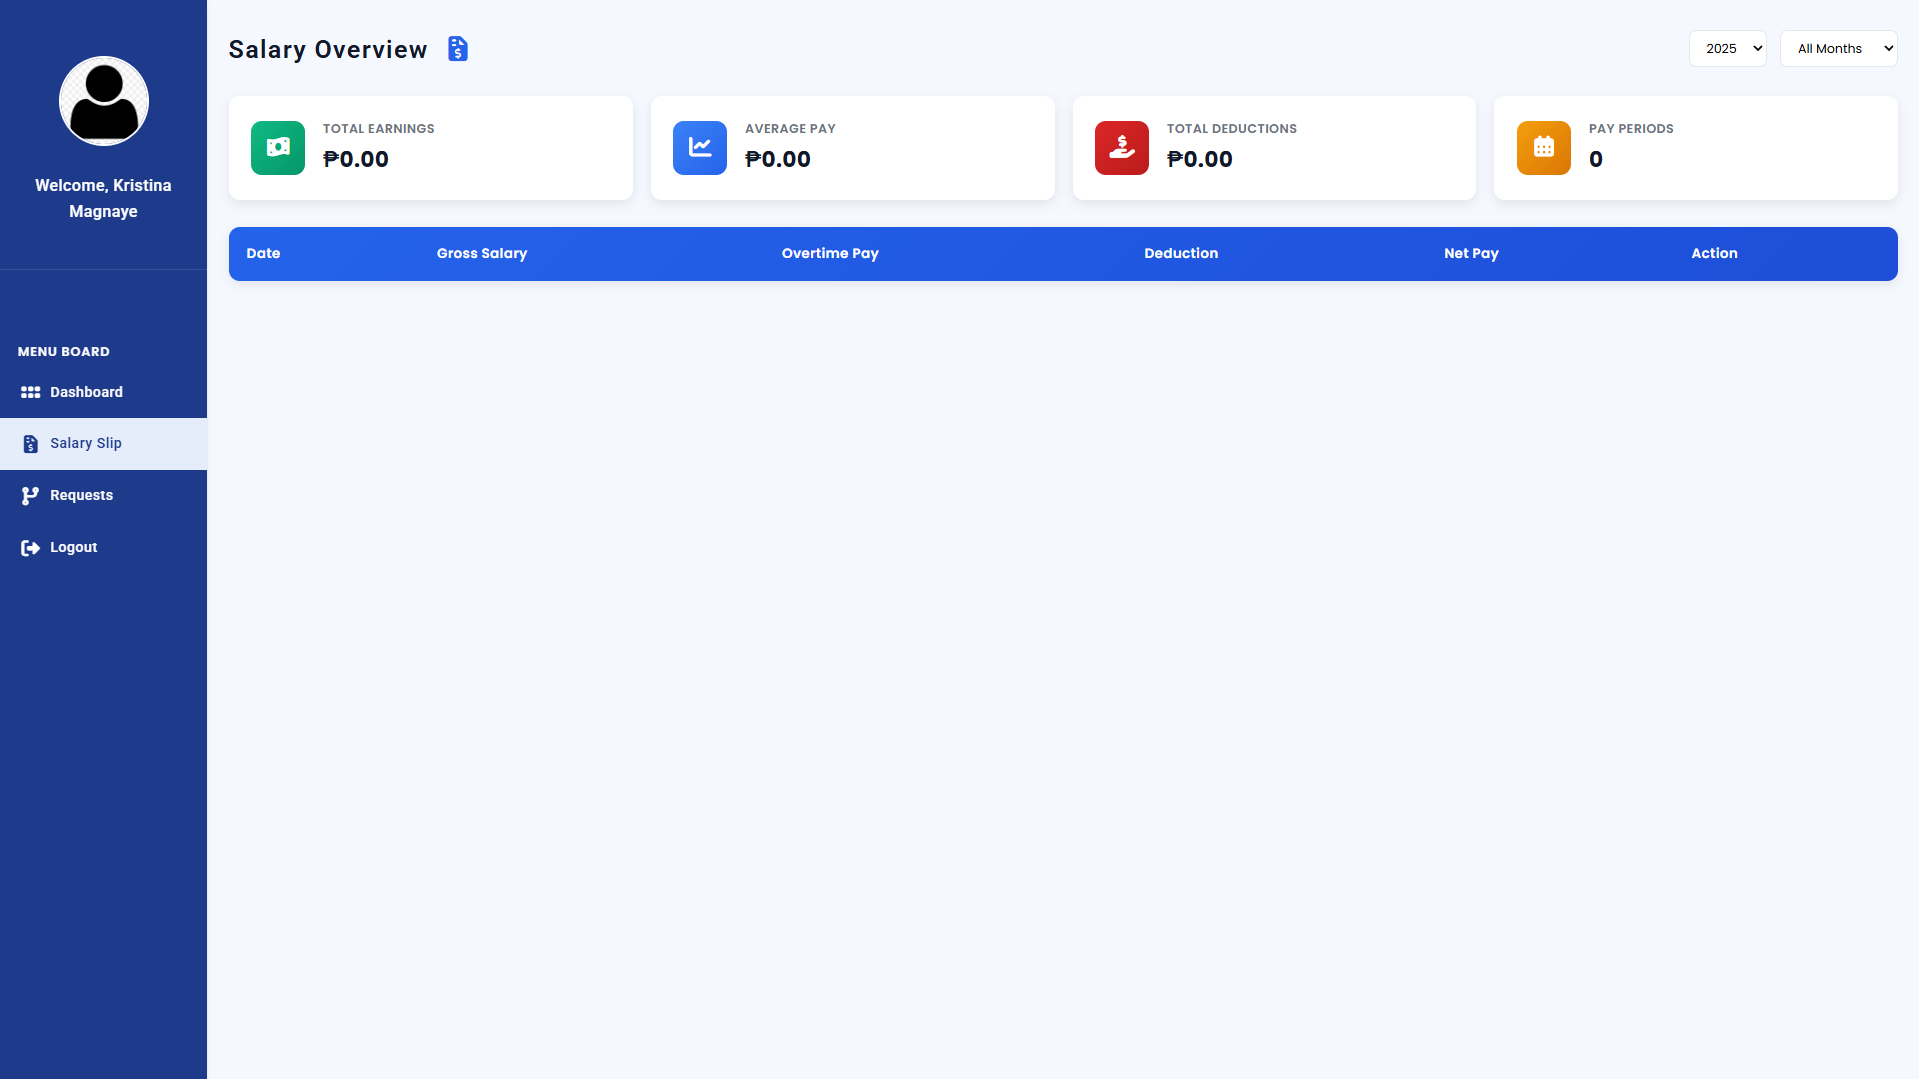 Welcome, Kristina
Magnaye
MENU BOARD
Dashboard
Salary Slip
Requests
Logout
Salary Overview
2025
All Months
TOTAL EARNINGS
₱0.00
AVERAGE PAY
₱0.00
TOTAL DEDUCTIONS
₱0.00
PAY PERIODS
0
Date Gross Salary Overtime Pay Deduction Net Pay Action